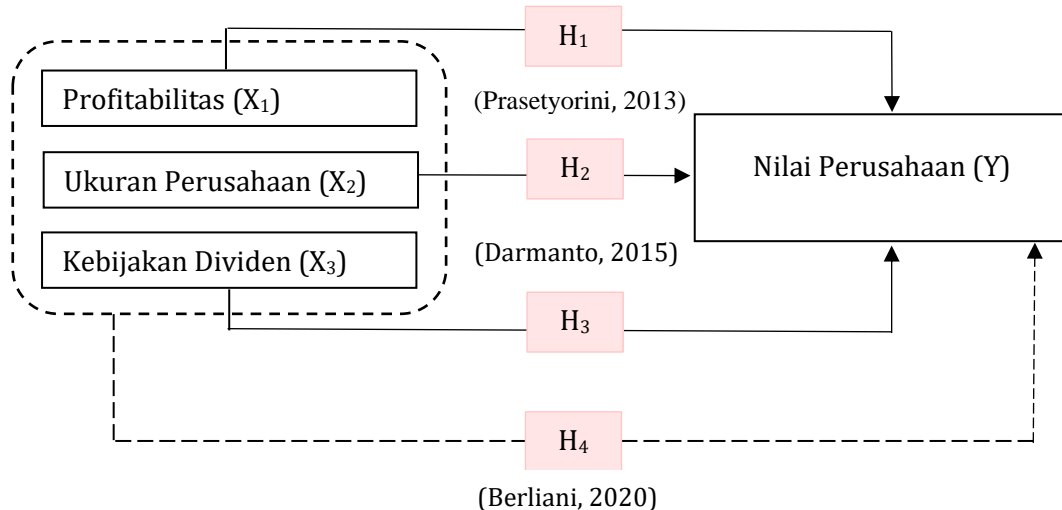 H₁
Profitabilitas (X₁)
(Prasetyorini, 2013)
Ukuran Perusahaan (X₂)
H₂
Nilai Perusahaan (Y)
(Darmanto, 2015)
Kebijakan Dividen (X₃)
H₃
H₄
(Berliani, 2020)